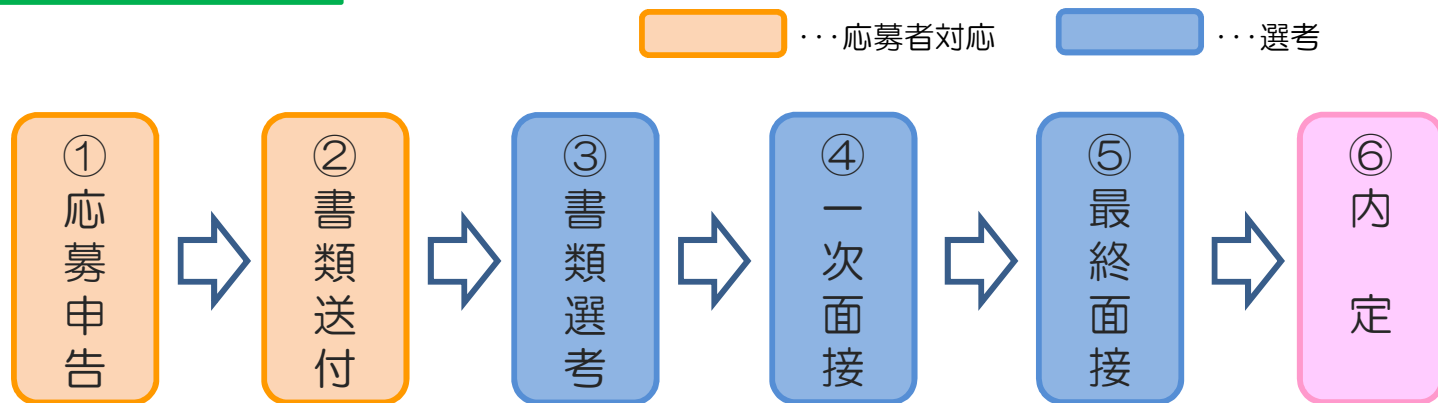 ･･･応募者対応
･･･選考
①応募申告
②書類送付
③書類選考
④一次面接
⑤最終面接
⑥内　定